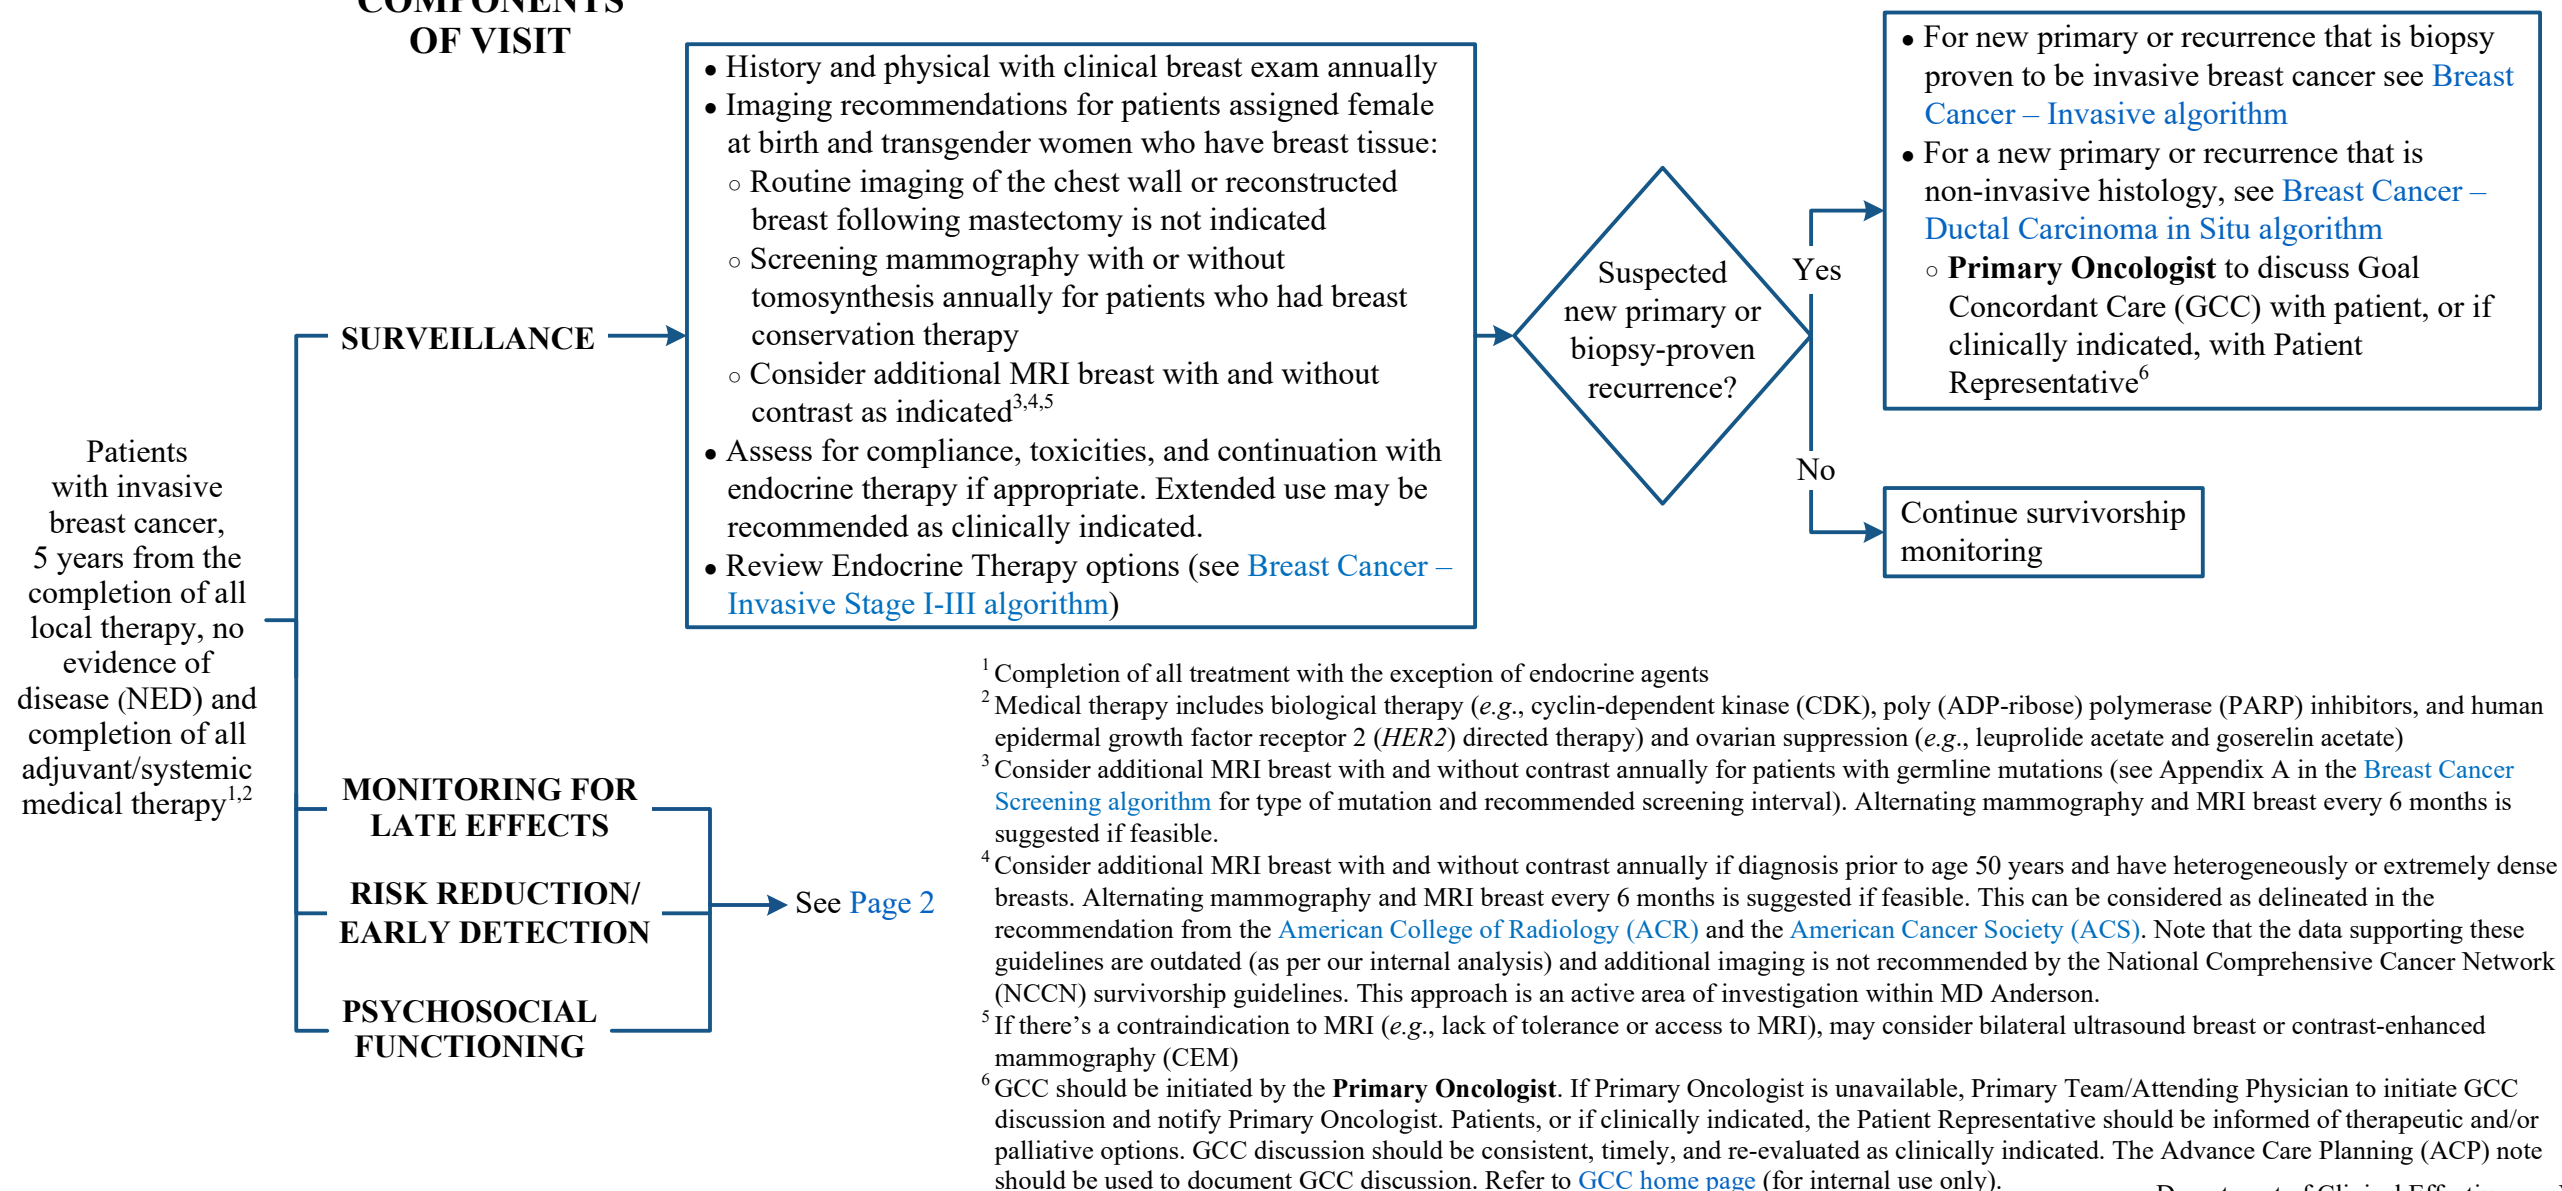 COMPONENTS
OF VISIT
Patients
with invasive
breast cancer,
5 years from the
completion of all
local therapy, no
evidence of
disease (NED) and
completion of all
adjuvant/systemic
medical therapy1,2
SURVEILLANCE
● History and physical with clinical breast exam annually
● Imaging recommendations for patients assigned female
at birth and transgender women who have breast tissue:
○ Routine imaging of the chest wall or reconstructed
breast following mastectomy is not indicated
○ Screening mammography with or without
tomosynthesis annually for patients who had breast
conservation therapy
○ Consider additional MRI breast with and without
contrast as indicated3,4,5
● Assess for compliance, toxicities, and continuation with
endocrine therapy if appropriate. Extended use may be
recommended as clinically indicated.
● Review Endocrine Therapy options (see Breast Cancer –
Invasive Stage I-III algorithm)
Suspected
new primary or
biopsy-proven
recurrence?
Yes
● For new primary or recurrence that is biopsy
proven to be invasive breast cancer see Breast
Cancer – Invasive algorithm
● For a new primary or recurrence that is
non-invasive histology, see Breast Cancer –
Ductal Carcinoma in Situ algorithm
○ Primary Oncologist to discuss Goal
Concordant Care (GCC) with patient, or if
clinically indicated, with Patient
Representative6
No
Continue survivorship
monitoring
MONITORING FOR
LATE EFFECTS
RISK REDUCTION/
EARLY DETECTION
PSYCHOSOCIAL
FUNCTIONING
See Page 2
1 Completion of all treatment with the exception of endocrine agents
2 Medical therapy includes biological therapy (e.g., cyclin-dependent kinase (CDK), poly (ADP-ribose) polymerase (PARP) inhibitors, and human
epidermal growth factor receptor 2 (HER2) directed therapy) and ovarian suppression (e.g., leuprolide acetate and goserelin acetate)
3 Consider additional MRI breast with and without contrast annually for patients with germline mutations (see Appendix A in the Breast Cancer
Screening algorithm for type of mutation and recommended screening interval). Alternating mammography and MRI breast every 6 months is
suggested if feasible.
4 Consider additional MRI breast with and without contrast annually if diagnosis prior to age 50 years and have heterogeneously or extremely dense
breasts. Alternating mammography and MRI breast every 6 months is suggested if feasible. This can be considered as delineated in the
recommendation from the American College of Radiology (ACR) and the American Cancer Society (ACS). Note that the data supporting these
guidelines are outdated (as per our internal analysis) and additional imaging is not recommended by the National Comprehensive Cancer Network
(NCCN) survivorship guidelines. This approach is an active area of investigation within MD Anderson.
5 If there's a contraindication to MRI (e.g., lack of tolerance or access to MRI), may consider bilateral ultrasound breast or contrast-enhanced
mammography (CEM)
6 GCC should be initiated by the Primary Oncologist. If Primary Oncologist is unavailable, Primary Team/Attending Physician to initiate GCC
discussion and notify Primary Oncologist. Patients, or if clinically indicated, the Patient Representative should be informed of therapeutic and/or
palliative options. GCC discussion should be consistent, timely, and re-evaluated as clinically indicated. The Advance Care Planning (ACP) note
should be used to document GCC discussion. Refer to GCC home page (for internal use only).
Department of Clinical